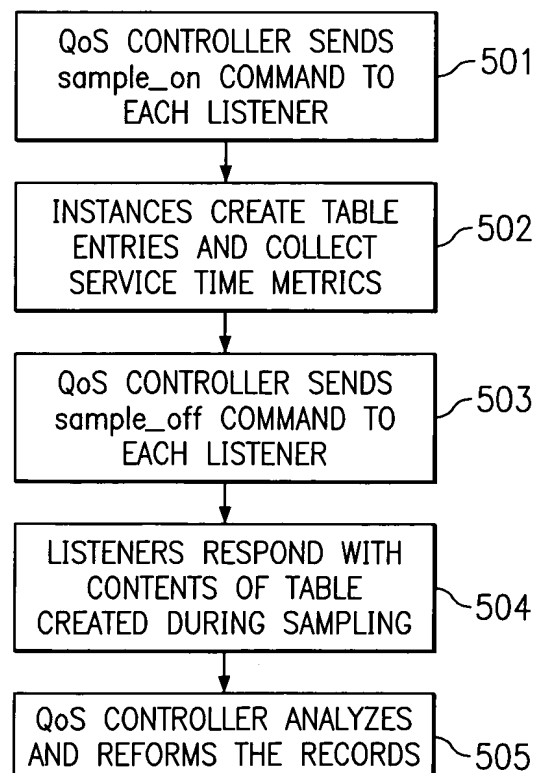 QoS CONTROLLER SENDS
sample_on COMMAND TO
EACH LISTENER
501
INSTANCES CREATE TABLE
ENTRIES AND COLLECT
SERVICE TIME METRICS
502
QoS CONTROLLER SENDS
sample_off COMMAND TO
EACH LISTENER
503
LISTENERS RESPOND WITH
CONTENTS OF TABLE
CREATED DURING SAMPLING
504
QoS CONTROLLER ANALYZES
AND REFORMS THE RECORDS
505